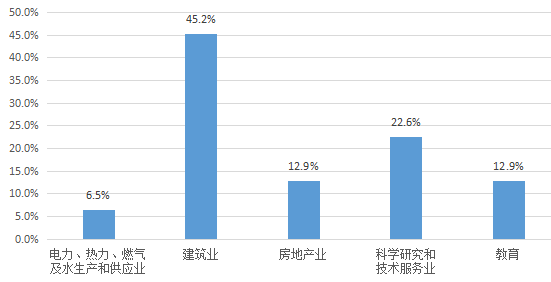 50.0%
45.0%
40.0%
35.0%
30.0%
25.0%
20.0%
15.0%
10.0%
5.0%
0.0%
6.5%
45.2%
12.9%
22.6%
12.9%
电力、热力、燃气
及水生产和供应业
建筑业
房地产业
科学研究和
技术服务业
教育